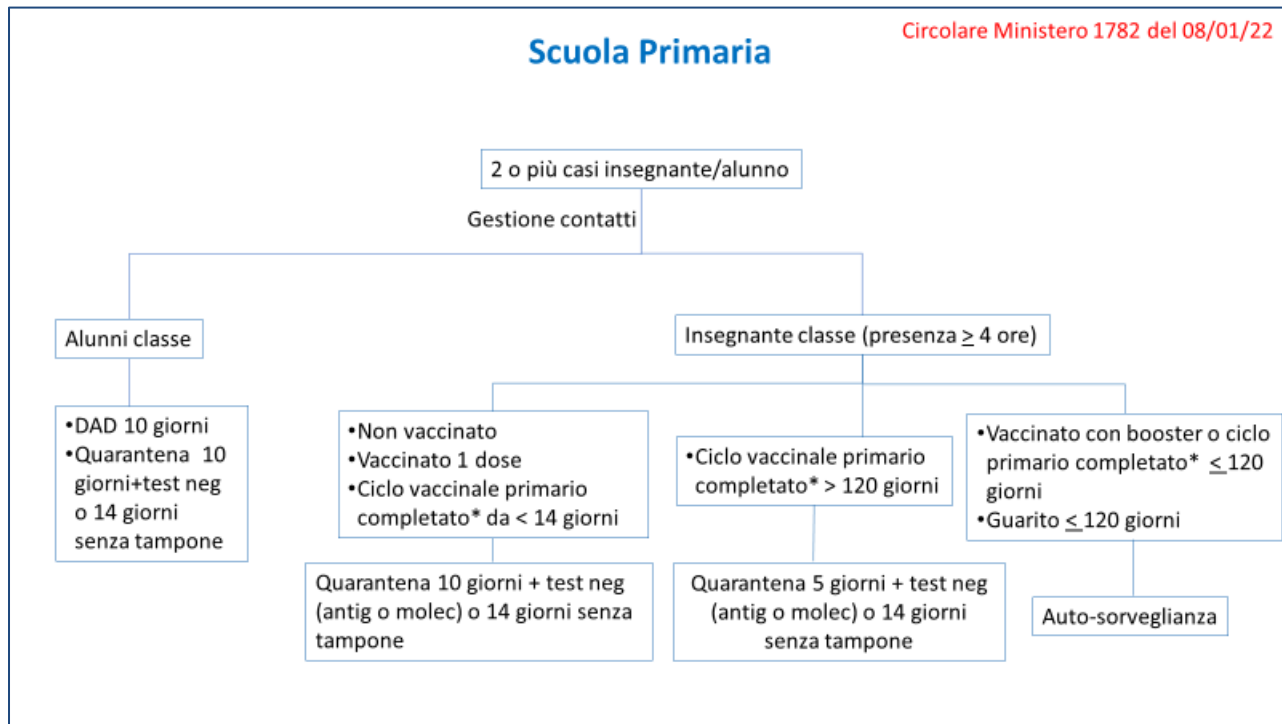 Circolare Ministero 1782 del 08/01/22
Scuola Primaria
2 o più casi insegnante/alunno
Gestione contatti
Alunni classe
Insegnante classe (presenza > 4 ore)
•DAD 10 giorni
•Quarantena 10
giorni+test neg
o 14 giorni
senza tampone
•Non vaccinato
•Vaccinato 1 dose
•Ciclo vaccinale primario
completato* da < 14 giorni
•Ciclo vaccinale primario
completato* > 120 giorni
•Vaccinato con booster o ciclo
primario completato* < 120
giorni
•Guarito < 120 giorni
Quarantena 10 giorni + test neg
(antig o molec) o 14 giorni senza
tampone
Quarantena 5 giorni + test neg
(antig o molec) o 14 giorni
senza tampone
Auto-sorveglianza